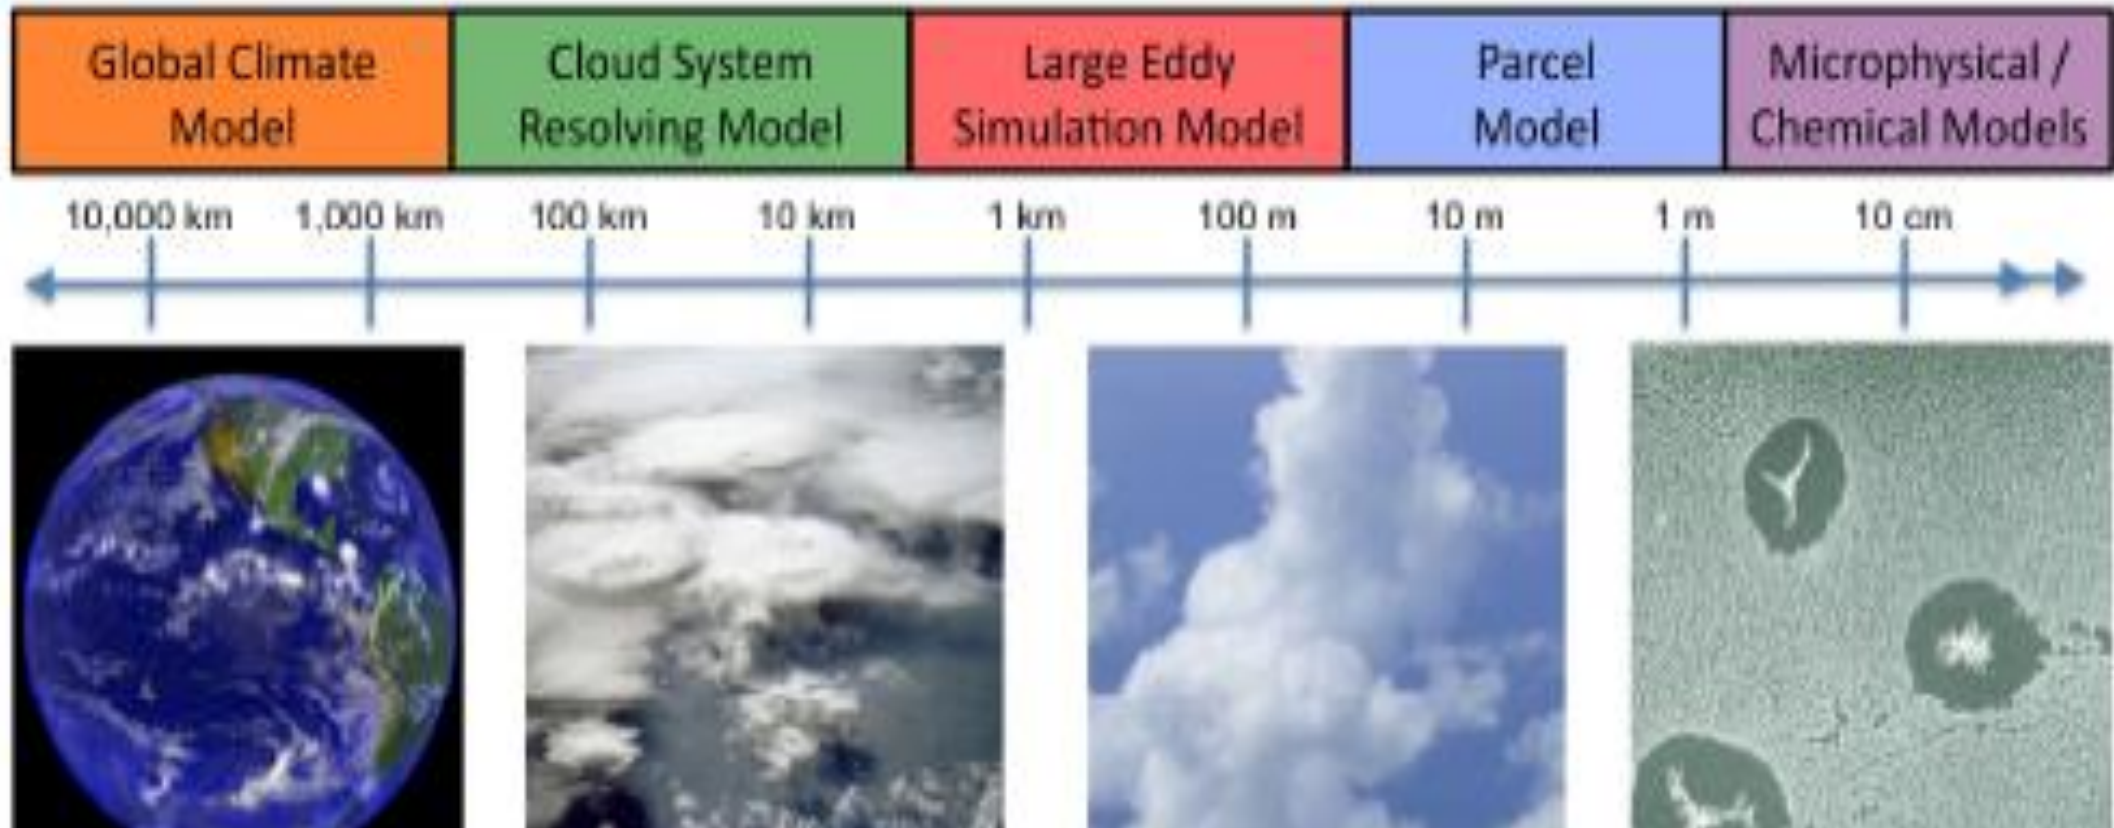 Global Climate
Model
Cloud System
Resolving Model
Large Eddy
Simulation Model
Parcel
Model
Microphysical /
Chemical Models
10,000 km
1,000 km
100 km
10 km
1 km
100 m
10 m
1 m
10 cm